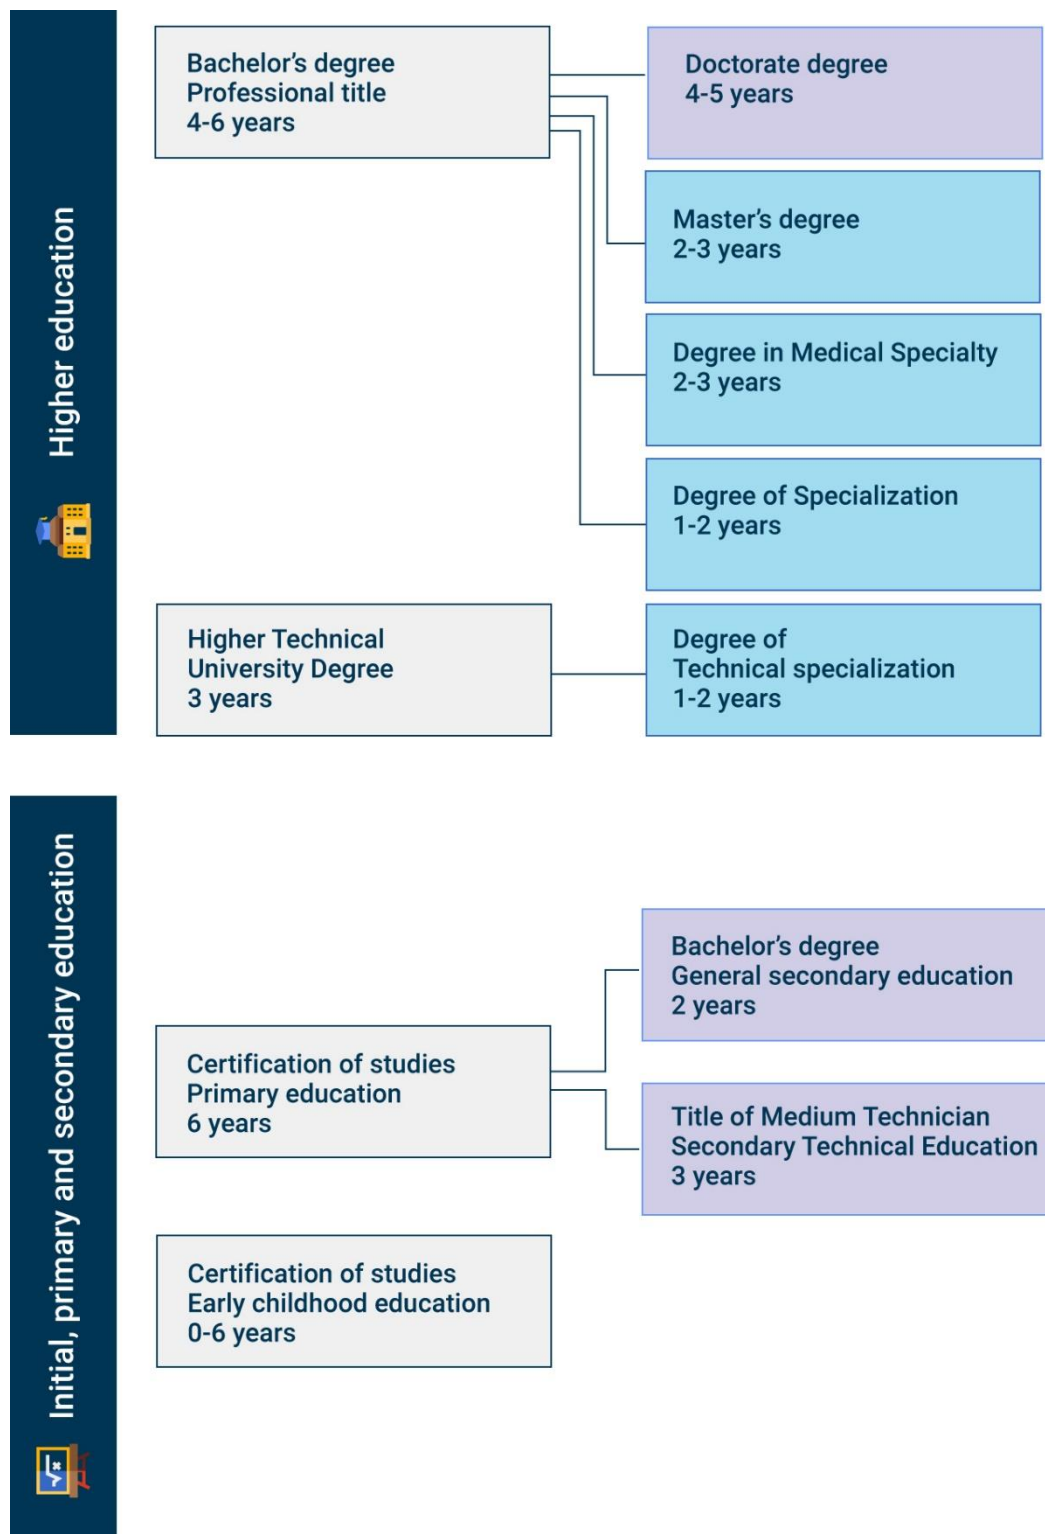 Higher education
Bachelor’s degree
Professional title
4-6 years
Doctorate degree
4-5 years
Master’s degree
2-3 years
Degree in Medical Specialty
2-3 years
Degree of Specialization
1-2 years
Higher Technical
University Degree
3 years
Degree of
Technical specialization
1-2 years
Initial, primary and secondary education
Bachelor’s degree
General secondary education
2 years
Certification of studies
Primary education
6 years
Title of Medium Technician
Secondary Technical Education
3 years
Certification of studies
Early childhood education
0-6 years